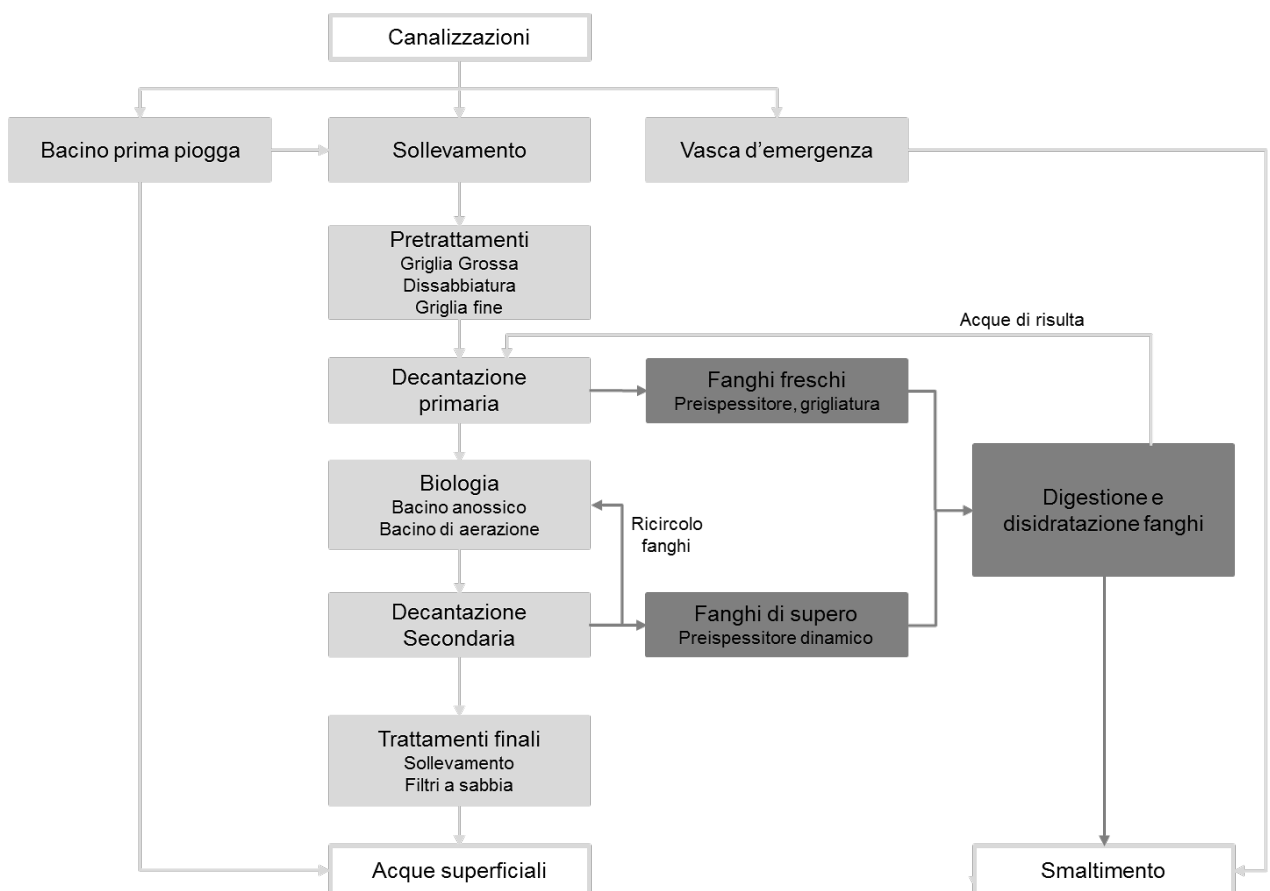 Canalizzazioni
Bacino prima piogga
Sollevamento
Vasca d'emergenza
Pretrattamenti
Griglia Grossa
Dissabbiatura
Griglia fine
Acque di risulta
Decantazione
primaria
Fanghi freschi
Preispessitore, grigliatura
Biologia
Bacino anossico
Bacino di aerazione
Ricircolo
fanghi
Digestione e
disidratazione fanghi
Decantazione
Secondaria
Fanghi di supero
Preispessitore dinamico
Trattamenti finali
Sollevamento
Filtri a sabbia
Acque superficiali
Smaltimento